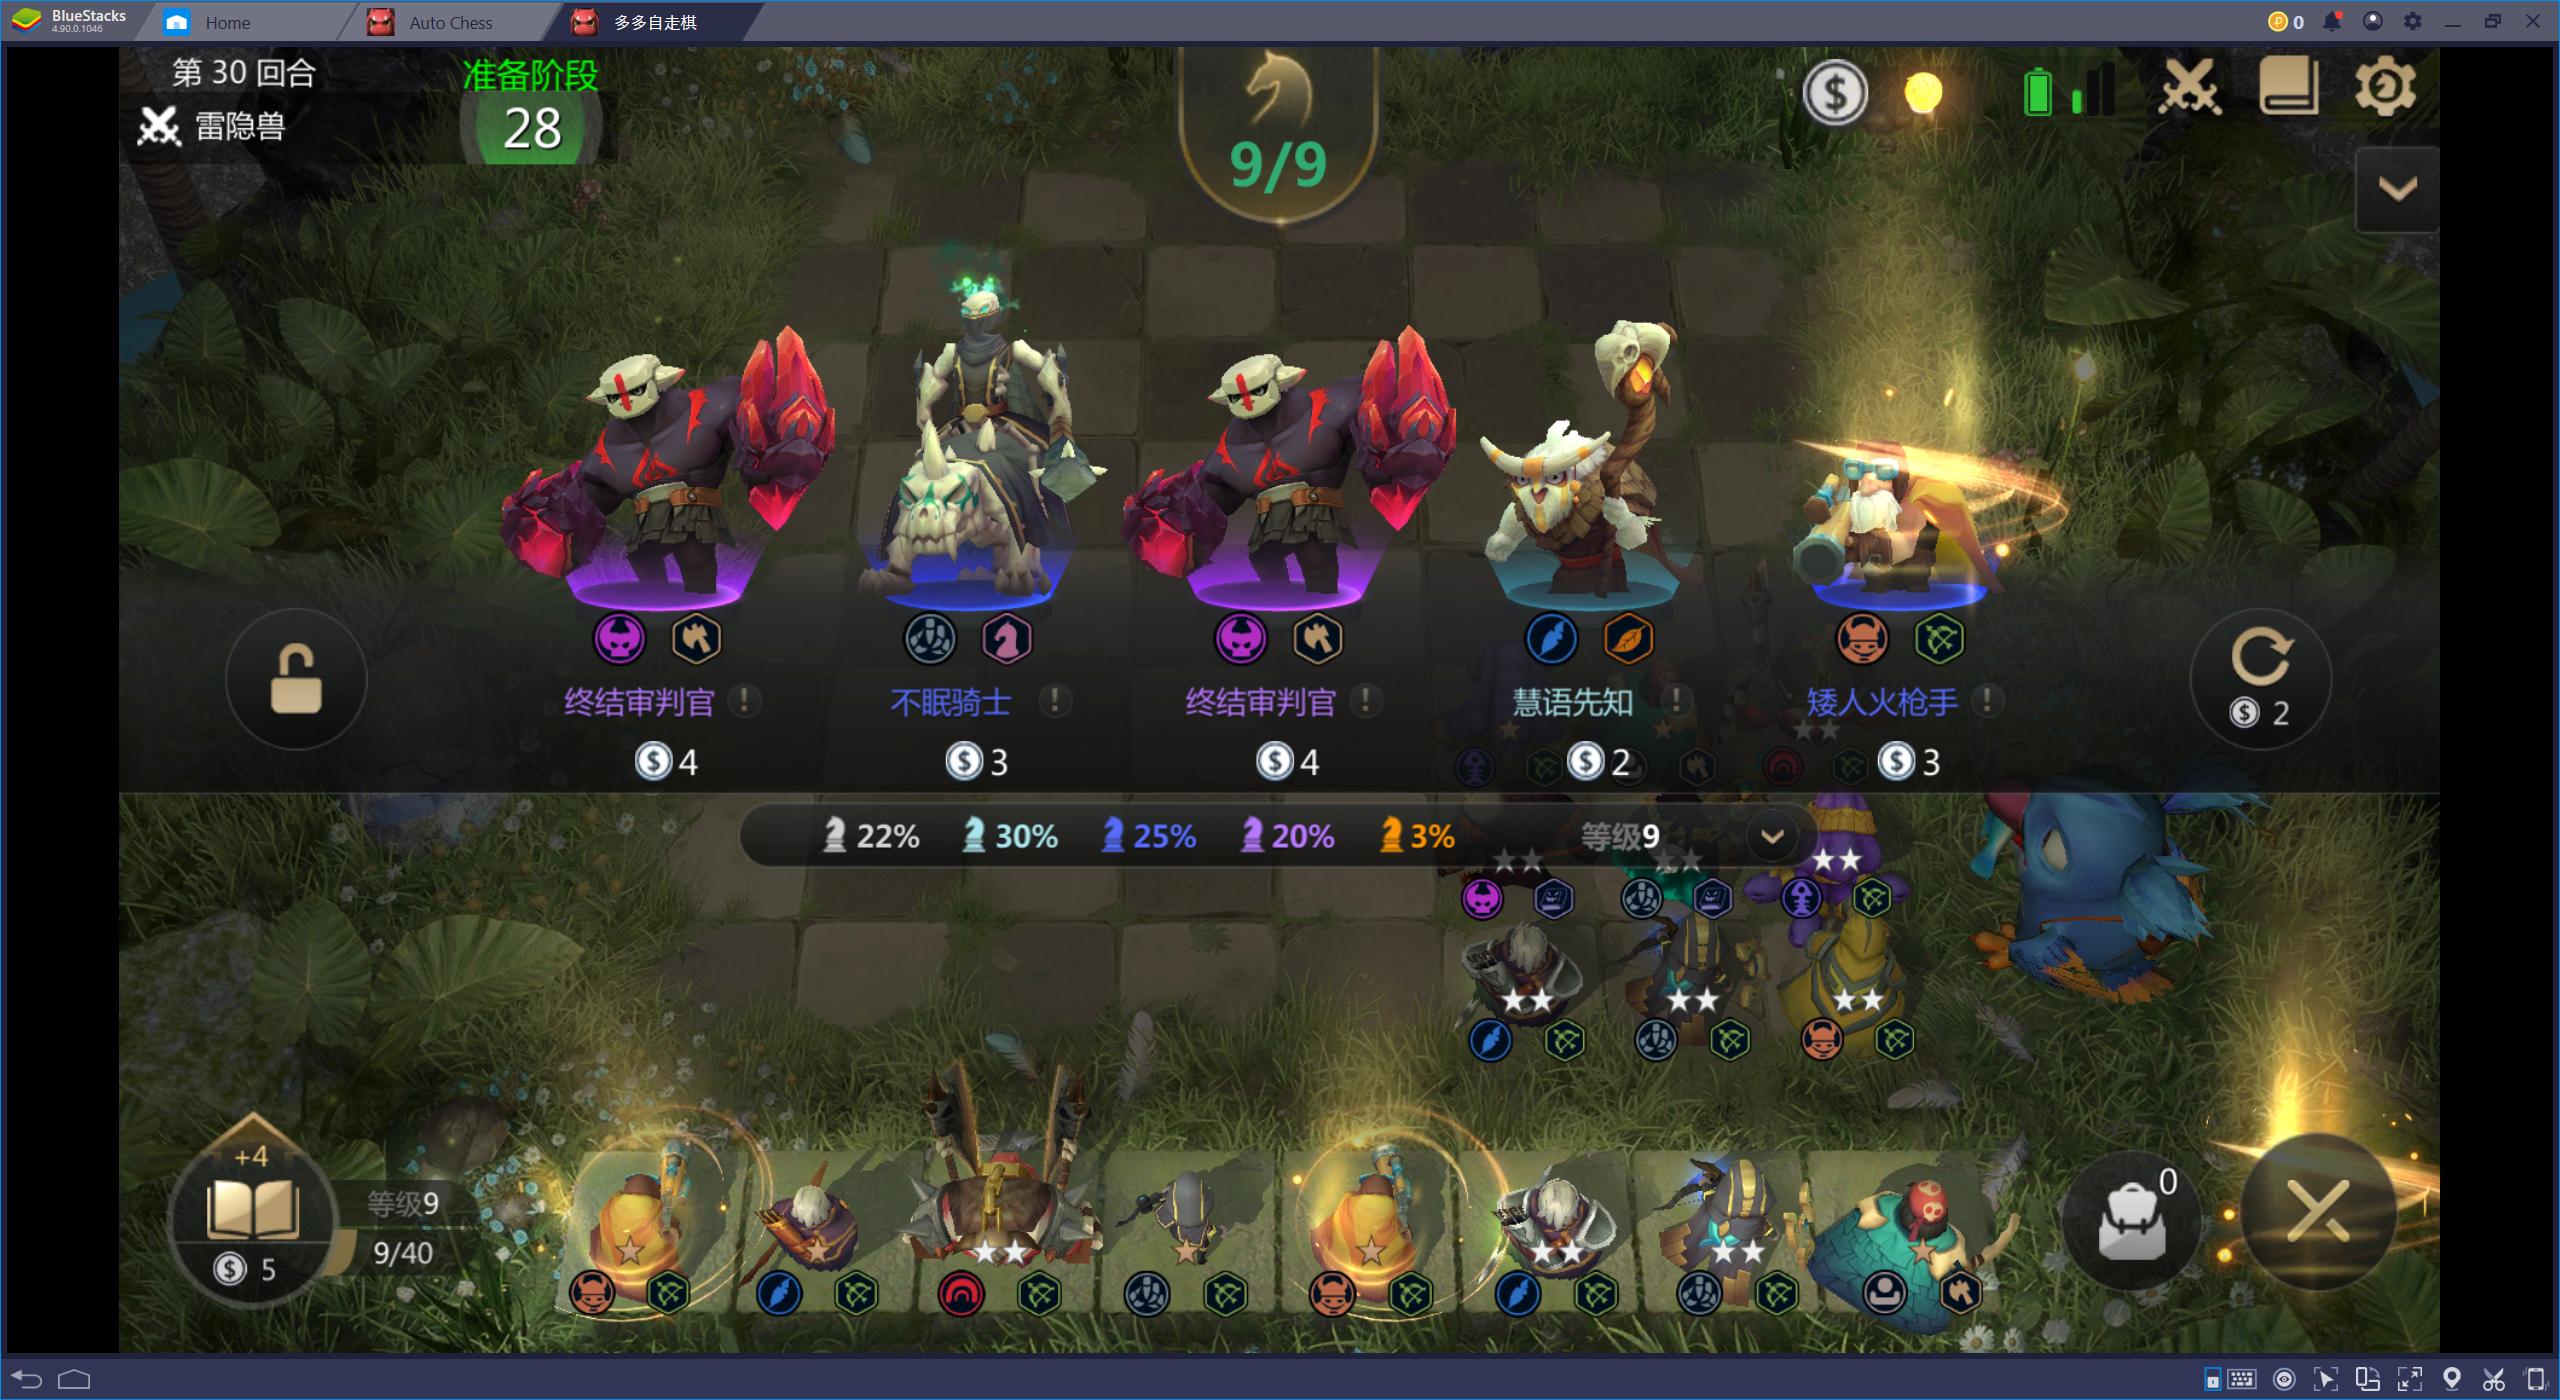 BlueStacks
4.90.0.1046
Home
Auto Chess
多多自走棋
0
第 30 回合
准备阶段
雷隐兽
28
9/9
终结审判官 !
不眠骑士 !
终结审判官 !
慧语先知 !
矮人火枪手 !
$ 4
$ 3
$ 4
$ 2
$ 3
$ 2
22%
30%
25%
20%
3%
等级9
+4
等级9
9/40
$ 5
0